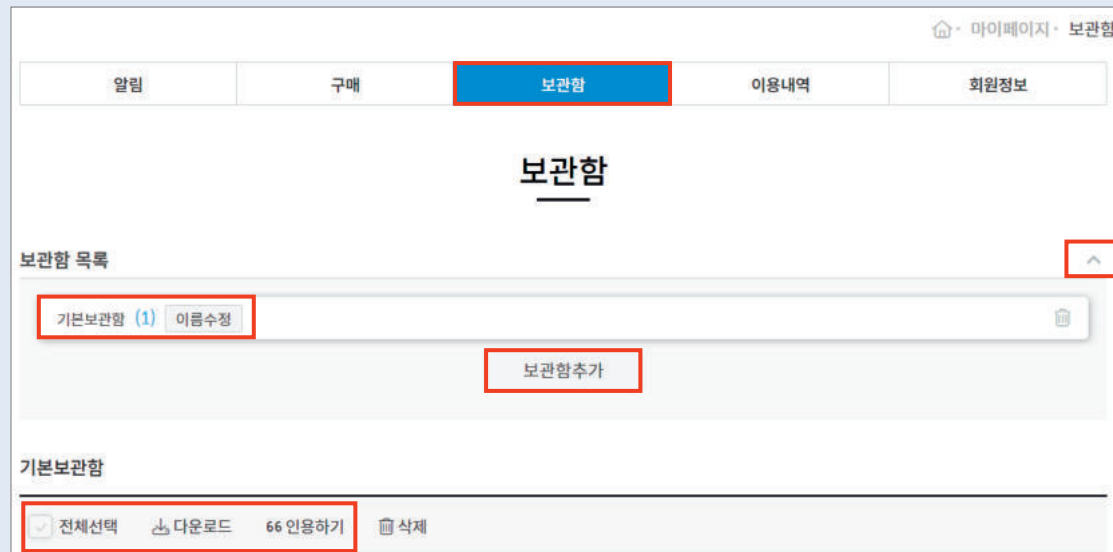 마이페이지 · 보관함
알림 구매 보관함 이용내역 회원정보
보관함
보관함 목록
기본보관함 (1) 이름수정
보관함추가
기본보관함
전체선택 다운로드 66 인용하기 삭제